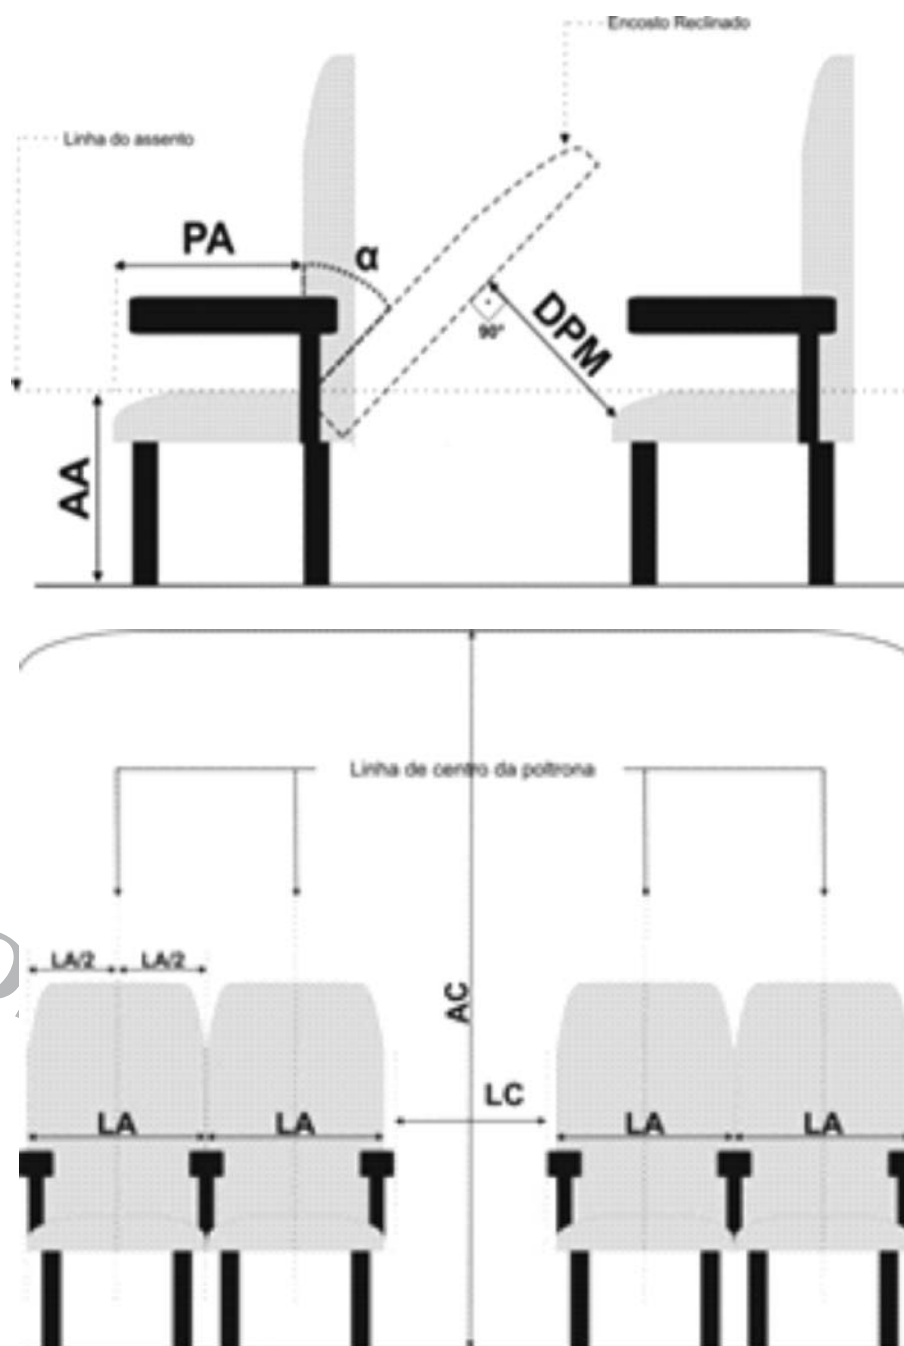 Encosto Reclinado
Linha do assento
PA
α
DPM
90°
AA
Linha de centro da poltrona
LA/2 LA/2
AC
LC
LA LA LA LA